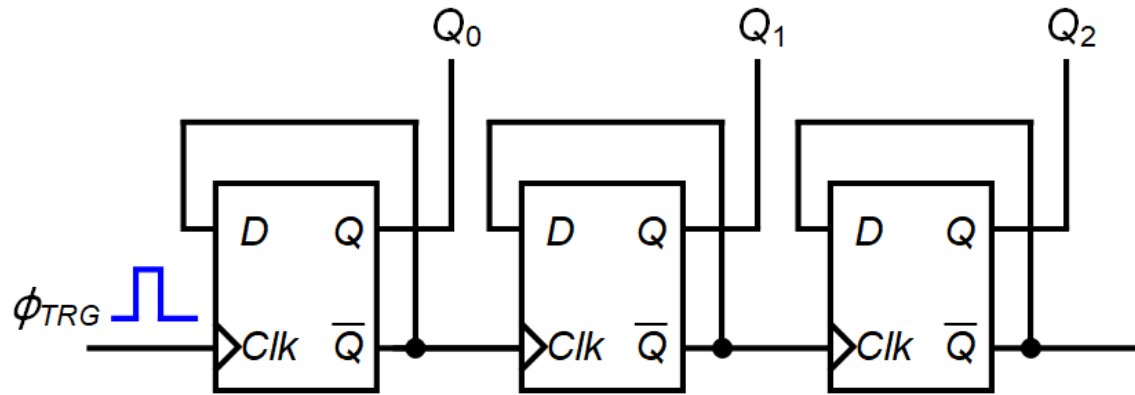 Q0 Q1 Q2
D Q D Q D Q
ϕTRG Clk Q̅ Clk Q̅ Clk Q̅